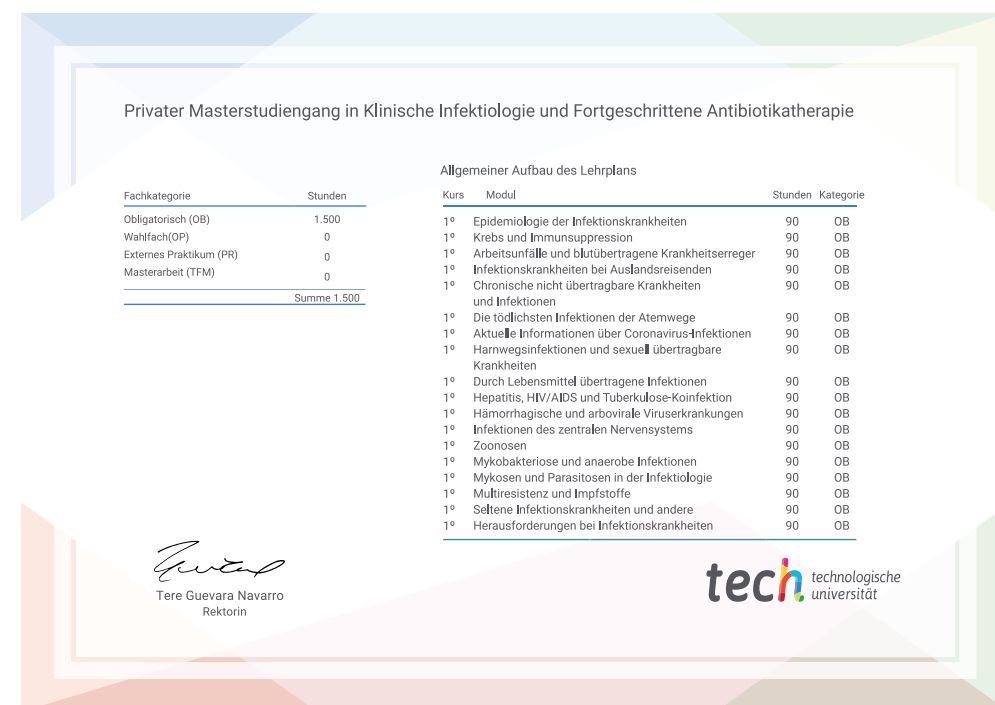 Privater Masterstudiengang in Klinische Infektiologie und Fortgeschrittene Antibiotikatherapie
Fachkategorie Stunden
Obligatorisch (OB) 1.500
Wahlfach(OP) 0
Externes Praktikum (PR) 0
Masterarbeit (TFM) 0
Summe 1.500
Allgemeiner Aufbau des Lehrplans
Kurs Modul Stunden Kategorie
1º Epidemiologie der Infektionskrankheiten 90 OB
1º Krebs und Immunsuppression 90 OB
1º Arbeitsunfälle und blutübertragene Krankheitserreger 90 OB
1º Infektionskrankheiten bei Auslandsreisenden 90 OB
1º Chronische nicht übertragbare Krankheiten 90 OB
und Infektionen
1º Die tödlichsten Infektionen der Atemwege 90 OB
1º Aktuelle Informationen über Coronavirus-Infektionen 90 OB
1º Harnwegsinfektionen und sexuell übertragbare 90 OB
Krankheiten
1º Durch Lebensmittel übertragene Infektionen 90 OB
1º Hepatitis, HIV/AIDS und Tuberkulose-Koinfektion 90 OB
1º Hämorrhagische und arbovirale Viruserkrankungen 90 OB
1º Infektionen des zentralen Nervensystems 90 OB
1º Zoonosen 90 OB
1º Mykobakteriose und anaerobe Infektionen 90 OB
1º Mykosen und Parasitosen in der Infektiologie 90 OB
1º Multiresistenz und Impfstoffe 90 OB
1º Seltene Infektionskrankheiten und andere 90 OB
1º Herausforderungen bei Infektionskrankheiten 90 OB
Tere Guevara Navarro
Rektorin
tech technologische
universität